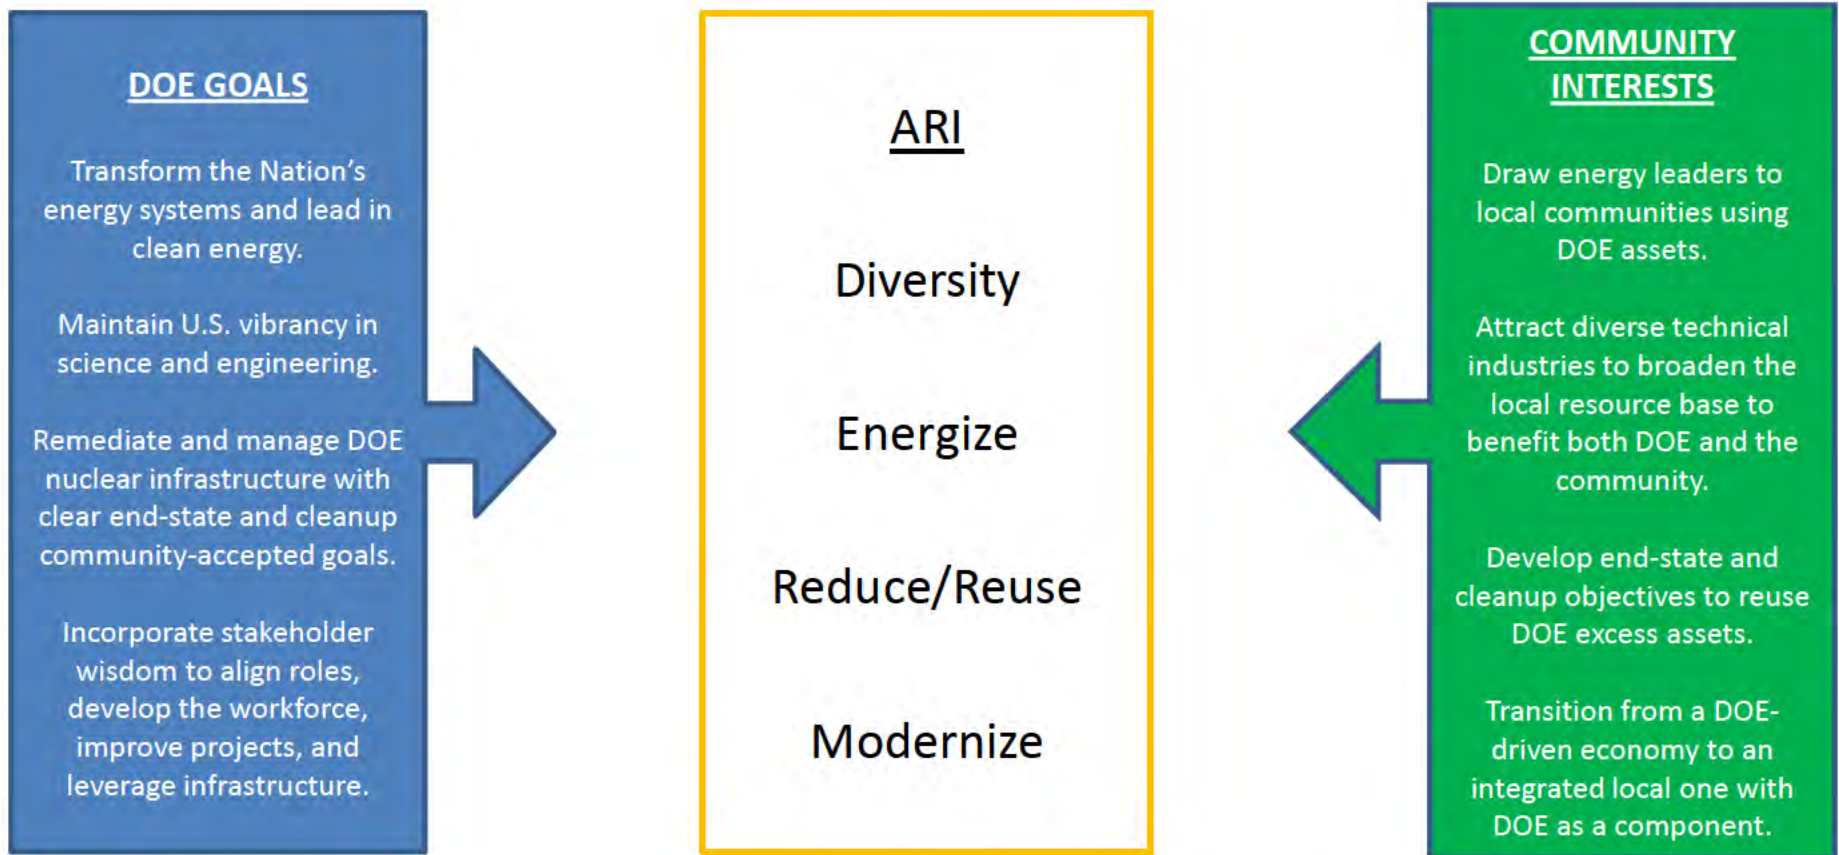 DOE GOALS
Transform the Nation’s
energy systems and lead in
clean energy.
Maintain U.S. vibrancy in
science and engineering.
Remediate and manage DOE
nuclear infrastructure with
clear end-state and cleanup
community-accepted goals.
Incorporate stakeholder
wisdom to align roles,
develop the workforce,
improve projects, and
leverage infrastructure.
ARI
Diversity
Energize
Reduce/Reuse
Modernize
COMMUNITY
INTERESTS
Draw energy leaders to
local communities using
DOE assets.
Attract diverse technical
industries to broaden the
local resource base to
benefit both DOE and the
community.
Develop end-state and
cleanup objectives to reuse
DOE excess assets.
Transition from a DOE-
driven economy to an
integrated local one with
DOE as a component.